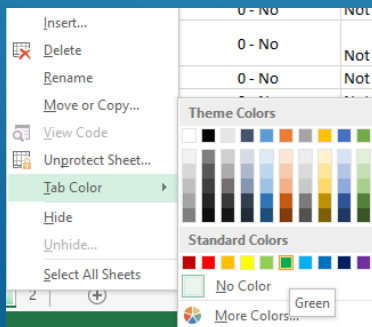 Insert...
Delete
Rename
Move or Copy...
View Code
Unprotect Sheet...
Tab Color
Hide
Unhide...
Select All Sheets
2
0 - No
Not
0 - No
Not
0 - No
Not
0 - No
Theme Colors
Standard Colors
No Color
Green
More Colors...